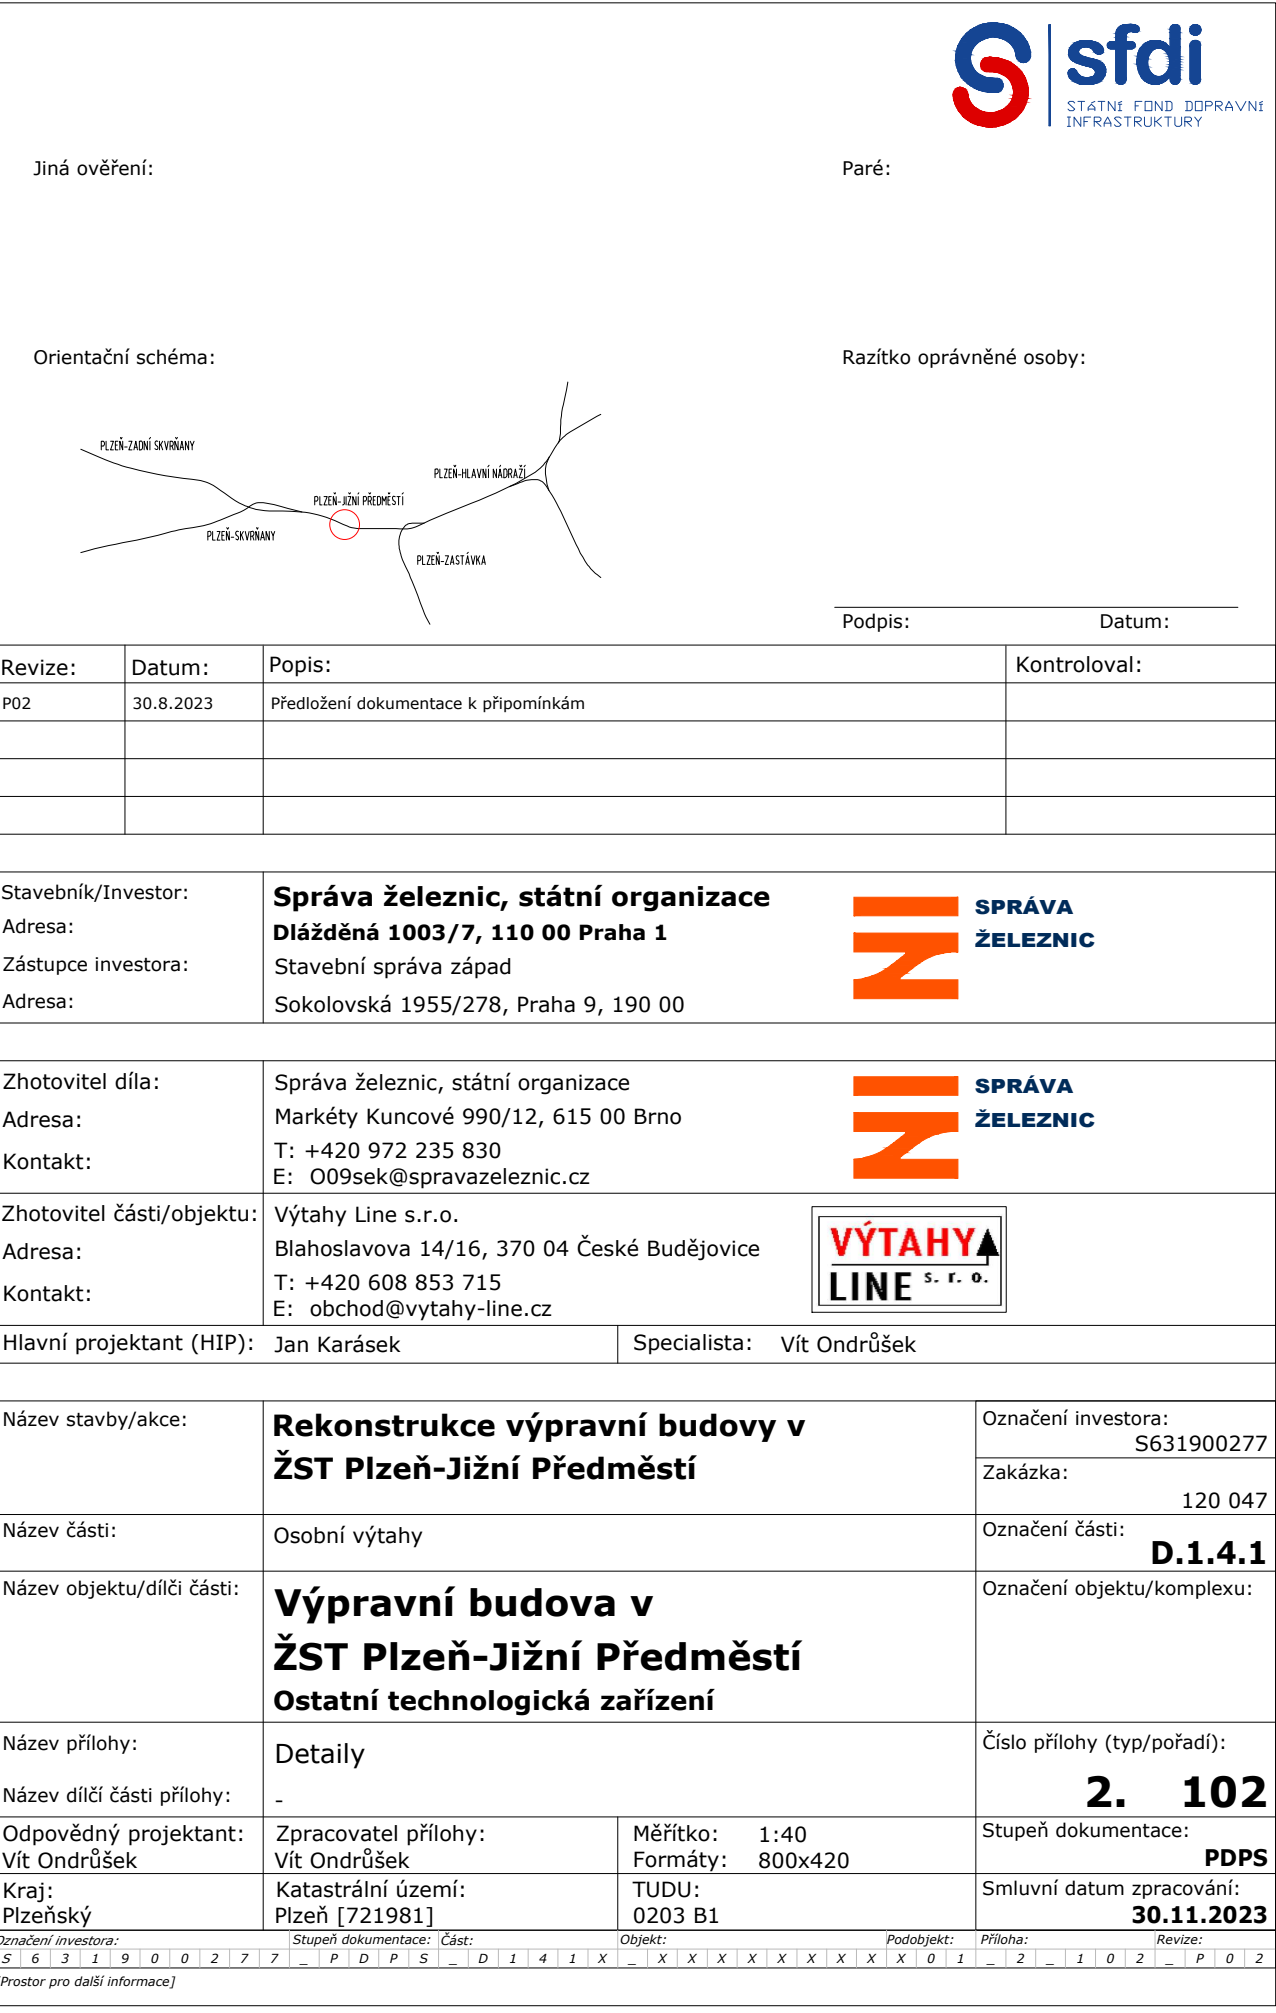 sfdi
STÁTNÍ FOND DOPRAVNÍ
INFRASTRUKTURY
Jiná ověření:
Paré:
Orientační schéma:
Razítko oprávněné osoby:
PLZEŇ-ZADNÍ SKVRŇANY
PLZEŇ-HLAVNÍ NÁDRAŽÍ
PLZEŇ-JIŽNÍ PŘEDMĚSTÍ
PLZEŇ-SKVRŇANY
PLZEŇ-ZASTÁVKA
Podpis: Datum:
Revize: Datum: Popis: Kontroloval:
P02 30.8.2023 Předložení dokumentace k připomínkám
Stavebník/Investor: Správa železnic, státní organizace
Adresa: Dlážděná 1003/7, 110 00 Praha 1
Zástupce investora: Stavební správa západ
Adresa: Sokolovská 1955/278, Praha 9, 190 00
SPRÁVA
ŽELEZNIC
Zhotovitel díla: Správa železnic, státní organizace
Adresa: Markéty Kuncové 990/12, 615 00 Brno
Kontakt: T: +420 972 235 830
E: O09sek@spravazeleznic.cz
SPRÁVA
ŽELEZNIC
Zhotovitel části/objektu: Výtahy Line s.r.o.
Adresa: Blahoslavova 14/16, 370 04 České Budějovice
Kontakt: T: +420 608 853 715
E: obchod@vytahy-line.cz
VÝTAHY
LINE s. r. o.
Hlavní projektant (HIP): Jan Karásek Specialista: Vít Ondrůšek
Název stavby/akce: Rekonstrukce výpravní budovy v
ŽST Plzeň-Jižní Předměstí
Označení investora:
S631900277
Zakázka:
120 047
Název části: Osobní výtahy
Označení části:
D.1.4.1
Název objektu/dílči části: Výpravní budova v
ŽST Plzeň-Jižní Předměstí
Ostatní technologická zařízení
Označení objektu/komplexu:
Název přílohy: Detaily
Název dílčí části přílohy: -
Číslo přílohy (typ/pořadí):
2. 102
Odpovědný projektant: Zpracovatel přílohy: Měřítko: 1:40
Vít Ondrůšek Vít Ondrůšek Formáty: 800x420
Stupeň dokumentace:
PDPS
Kraj: Katastrální území: TUDU:
Plzeňský Plzeň [721981] 0203 B1
Smluvní datum zpracování:
30.11.2023
Označení investora: Stupeň dokumentace: Část: Objekt: Podobjekt: Příloha: Revize:
S 6 3 1 9 0 0 2 7 7 _ P D P S _ D 1 4 1 X _ X X X X X X X X X 0 1 _ 2 _ 1 0 2 _ P 0 2
Prostor pro další informace]